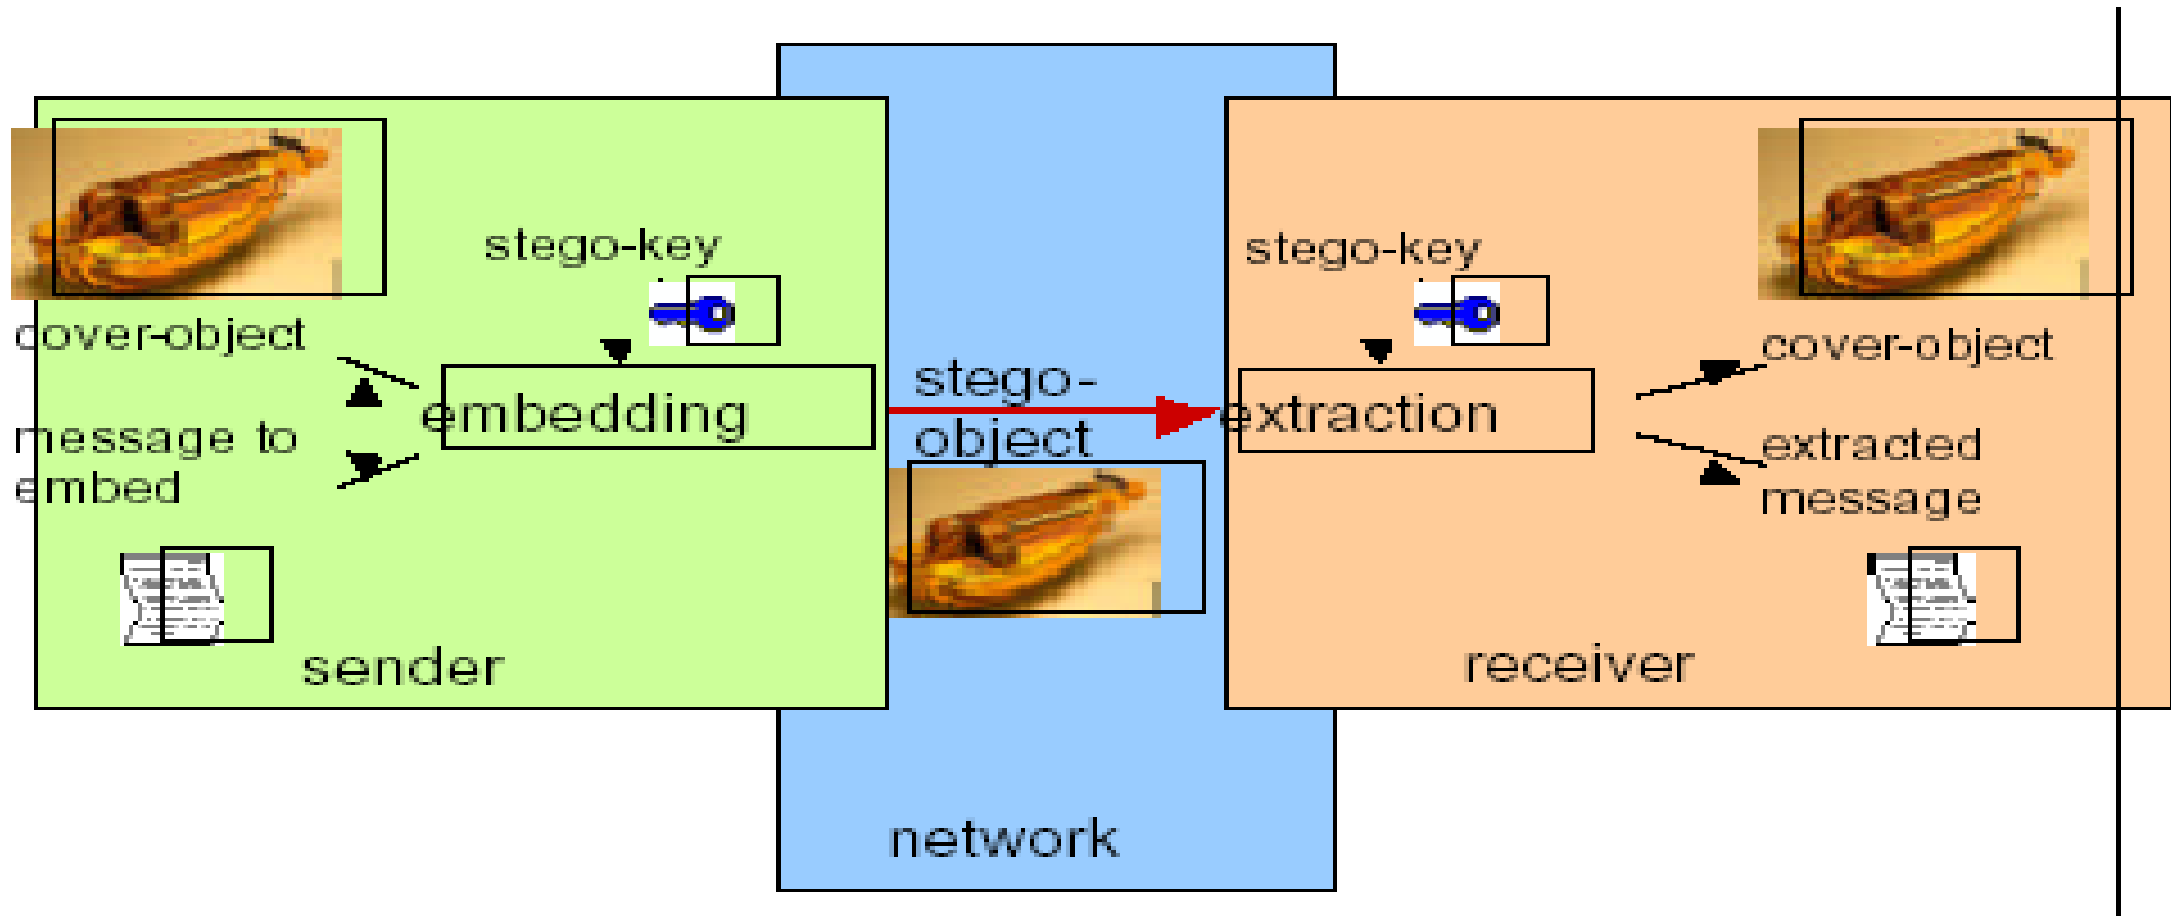 stego-key
cover-object
embedding
message to
embed
sender
stego-
object
network
stego-key
extraction
cover-object
extracted
message
receiver